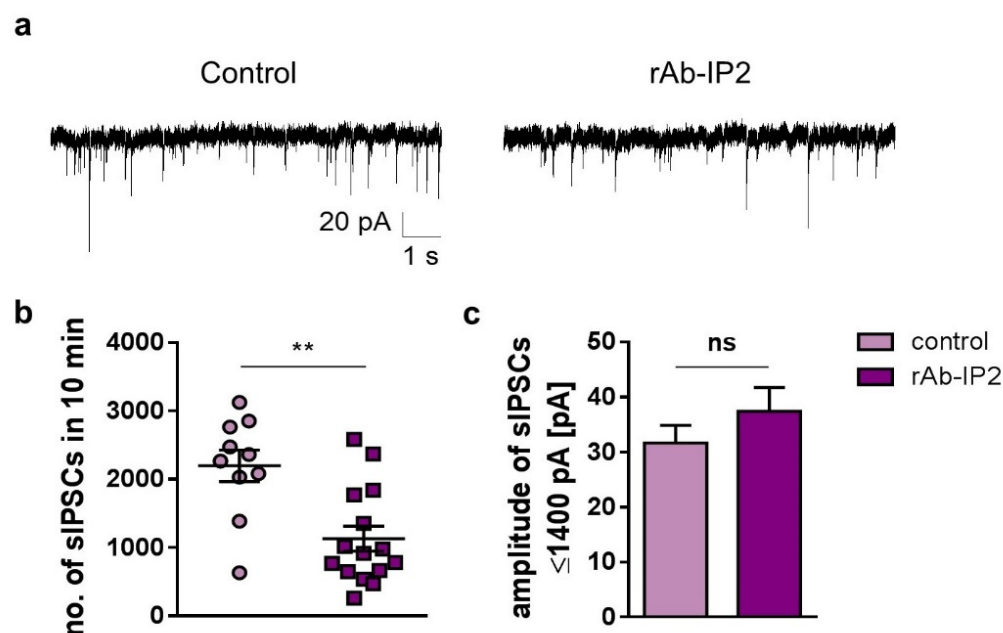 a
Control
rAb-IP2
20 pA
1 s
b
no. of sIPSCs in 10 min
4000
3000
2000
1000
0
**
c
amplitude of sIPSCs
≤1400 pA [pA]
50
40
30
20
10
0
ns
control
rAb-IP2